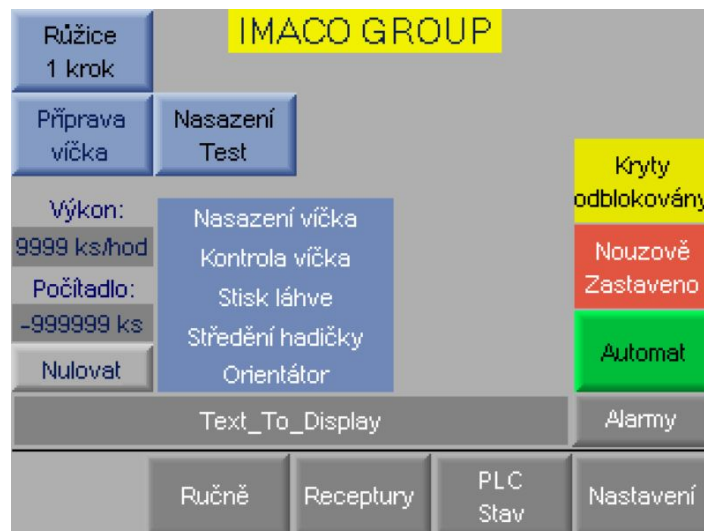 Růžice
1 krok
IMACO GROUP
Příprava
víčka
Nasazení
Test
Kryty
odblokovány
Výkon:
9999 ks/hod
Počítadlo:
-999999 ks
Nulovat
Nasazení víčka
Kontrola víčka
Stisk láhve
Středění hadičky
Orientátor
Nouzově
Zastaveno
Automat
Text_To_Display
Alarmy
Ručně
Receptury
PLC
Stav
Nastavení